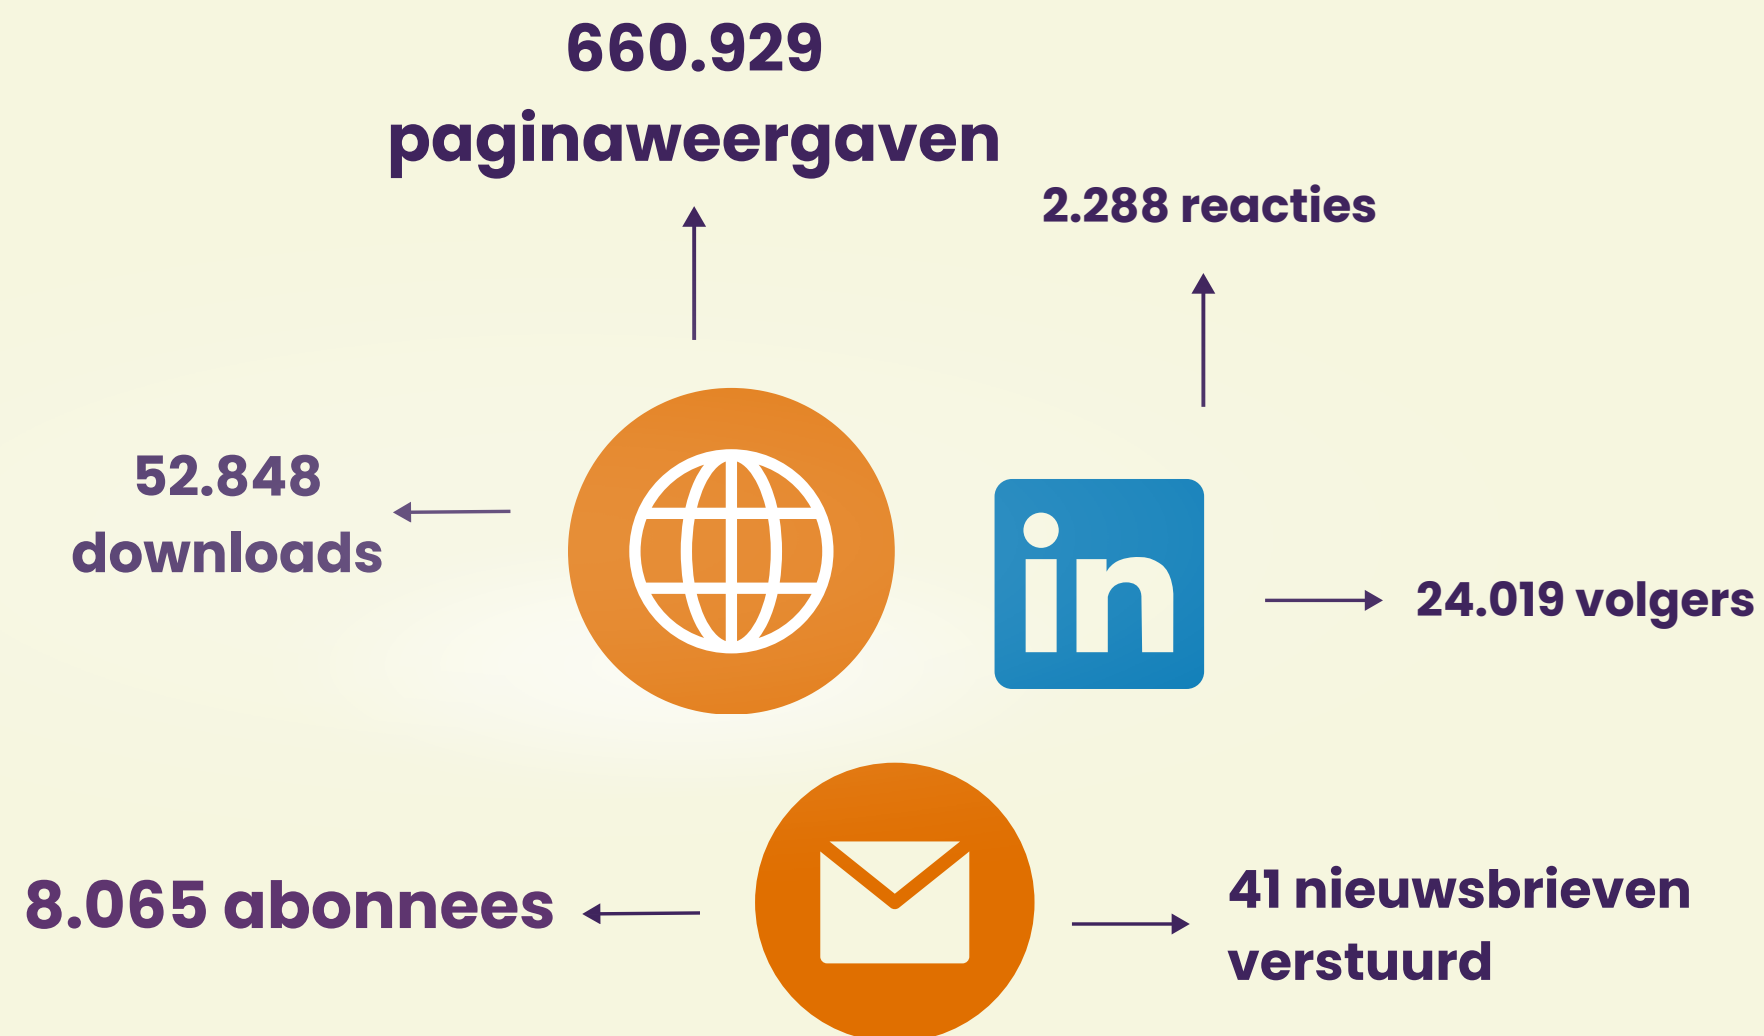 660.929
paginaweergaven
2.288 reacties
52.848
downloads
in
24.019 volgers
8.065 abonnees
41 nieuwsbrieven
verstuurd